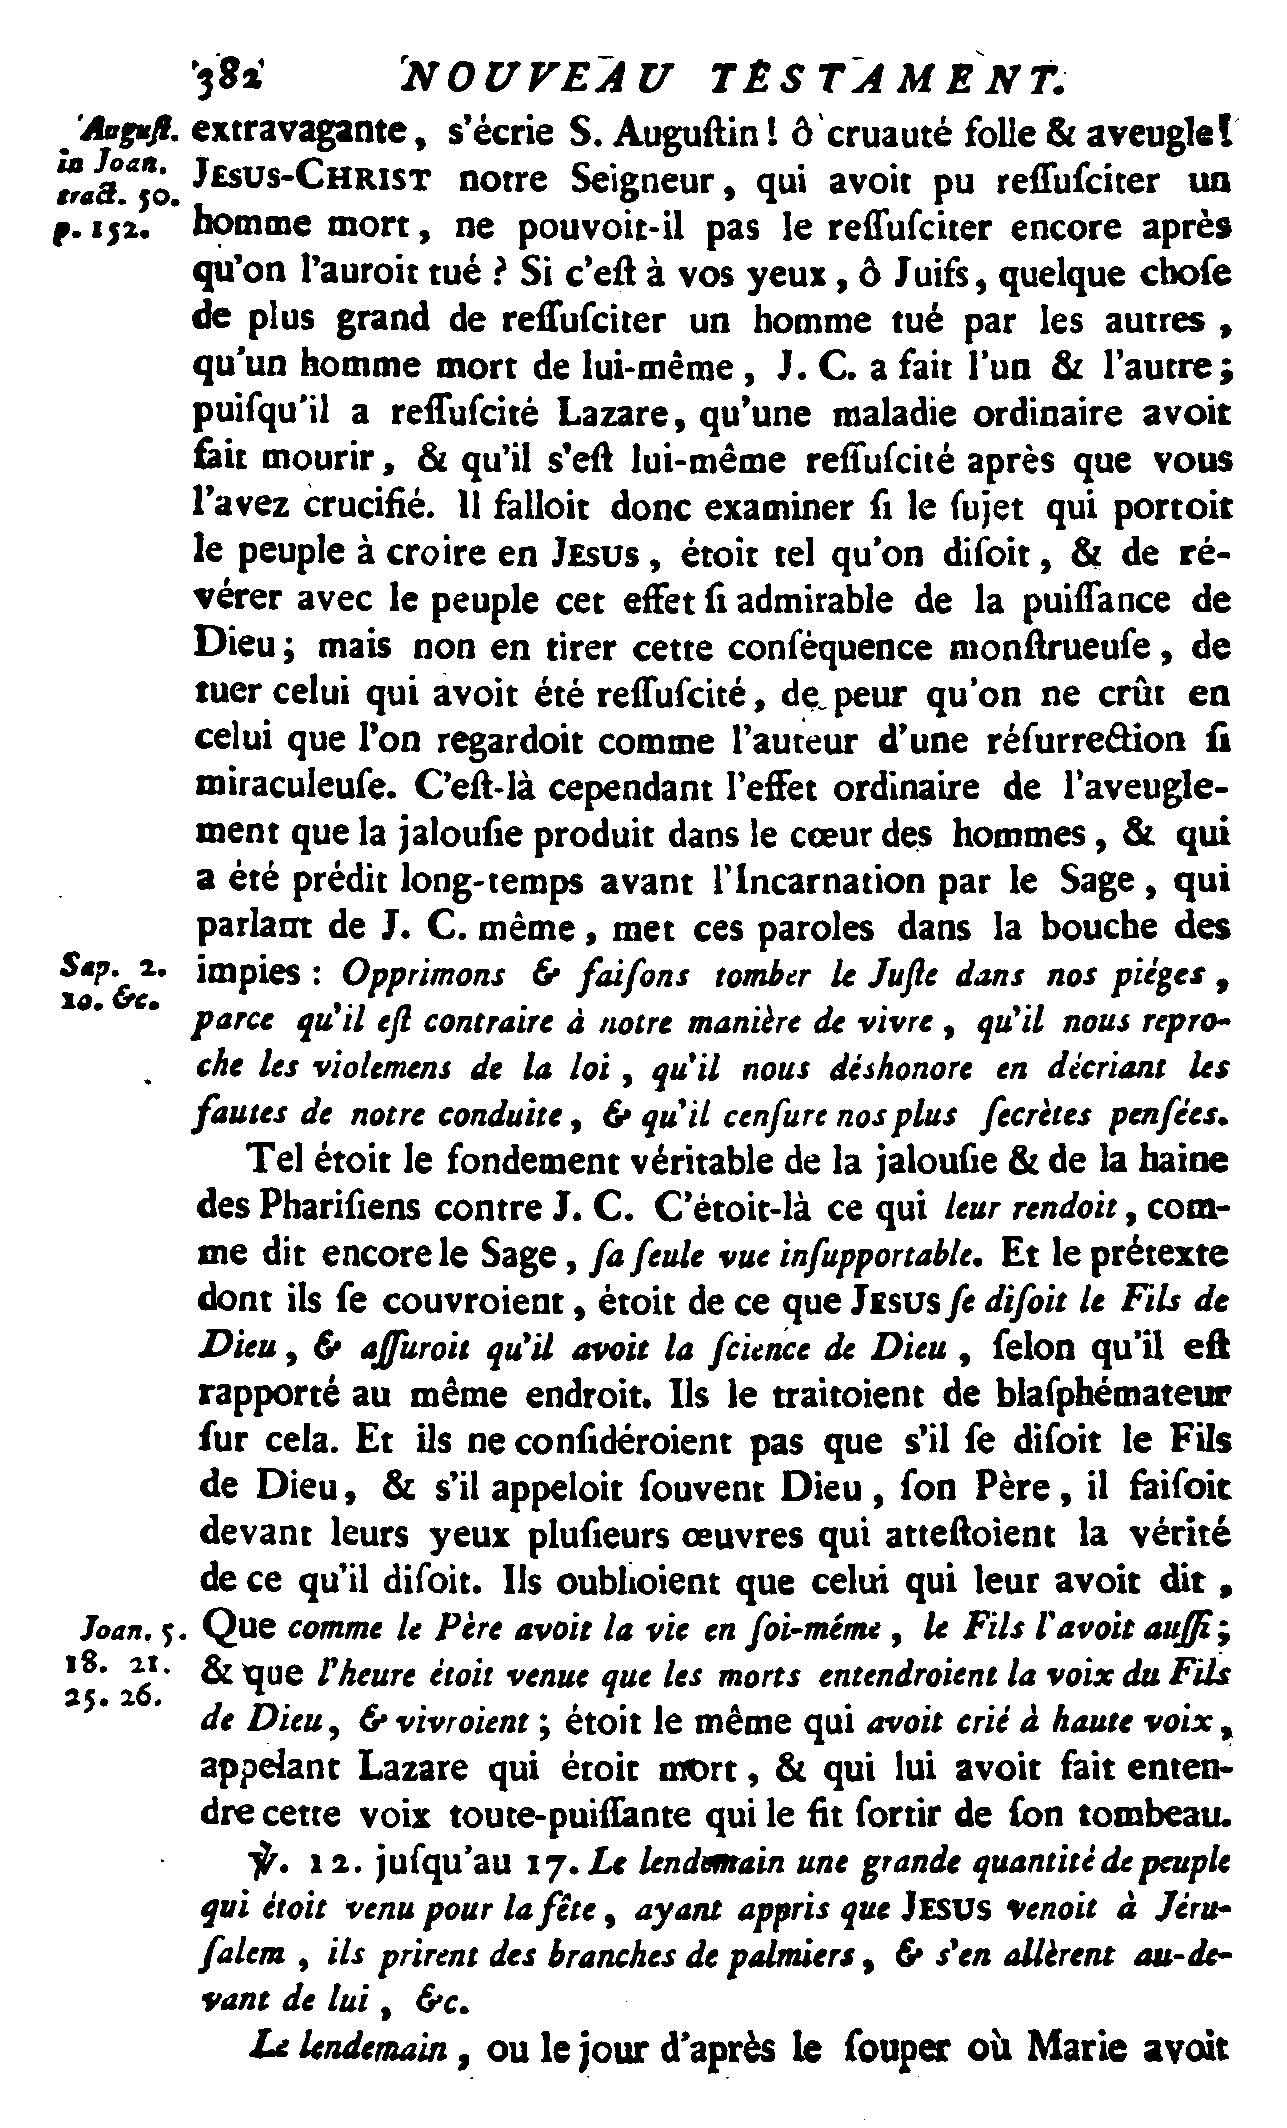 382 NOUVEAU TESTAMENT.
August. extravagante, s'écrie S. Auguſtin! ô cruauté folle & aveugle!
in Joan. JESUS-CHRIST notre Seigneur, qui avoit pu reſſuſciter un
tract. 50.
p. 152. homme mort, ne pouvoit-il pas le reſſuſciter encore après
qu'on l'auroit tué? Si c'eſt à vos yeux, ô Juifs, quelque choſe
de plus grand de reſſuſciter un homme tué par les autres,
qu'un homme mort de lui-même, J. C. a fait l'un & l'autre;
puiſqu'il a reſſuſcité Lazare, qu'une maladie ordinaire avoit
fait mourir, & qu'il s'eſt lui-même reſſuſcité après que vous
l'avez crucifié. Il falloit donc examiner ſi le ſujet qui portoit
le peuple à croire en JESUS, étoit tel qu'on diſoit, & de ré-
vérer avec le peuple cet effet ſi admirable de la puiſſance de
Dieu; mais non en tirer cette conſéquence monſtrueuſe, de
tuer celui qui avoit été reſſuſcité, de peur qu'on ne crût en
celui que l'on regardoit comme l'auteur d'une réſurrection ſi
miraculeuſe. C'eſt-là cependant l'effet ordinaire de l'aveugle-
ment que la jalouſie produit dans le cœur des hommes, & qui
a été prédit long-temps avant l'Incarnation par le Sage, qui
parlant de J. C. même, met ces paroles dans la bouche des
Sap. 2. impies: Opprimons & faiſons tomber le Juſte dans nos piéges,
10. &c.
parce qu'il eſt contraire à notre manière de vivre, qu'il nous repro-
che les violemens de la loi, qu'il nous déshonore en décriant les
fautes de notre conduite, & qu'il cenſure nos plus ſecrètes penſées.
Tel étoit le fondement véritable de la jalouſie & de la haine
des Phariſiens contre J. C. C'étoit-là ce qui leur rendoit, com-
me dit encore le Sage, ſa ſeule vue inſupportable. Et le prétexte
dont ils ſe couvroient, étoit de ce que JESUS ſe diſoit le Fils de
Dieu, & aſſuroit qu'il avoit la ſcience de Dieu, ſelon qu'il eſt
rapporté au même endroit. Ils le traitoient de blaſphémateur
ſur cela. Et ils ne conſidéroient pas que s'il ſe diſoit le Fils
de Dieu, & s'il appeloit ſouvent Dieu, ſon Père, il faiſoit
devant leurs yeux pluſieurs œuvres qui atteſtoient la vérité
de ce qu'il diſoit. Ils oublioient que celui qui leur avoit dit,
Joan. 5. Que comme le Père avoit la vie en ſoi-même, le Fils l'avoit auſſi;
18. 21. & que l'heure étoit venue que les morts entendroient la voix du Fils
25. 26.
de Dieu, & vivroient; étoit le même qui avoit crié à haute voix,
appelant Lazare qui étoit mort, & qui lui avoit fait enten-
dre cette voix toute-puiſſante qui le fit ſortir de ſon tombeau.
℣. 12. juſqu'au 17. Le lendemain une grande quantité de peuple
qui étoit venu pour la fête, ayant appris que JESUS venoit à Jéru-
ſalem, ils prirent des branches de palmiers, & s'en allèrent au-de-
vant de lui, &c.
Le lendemain, ou le jour d'après le ſouper où Marie avoit